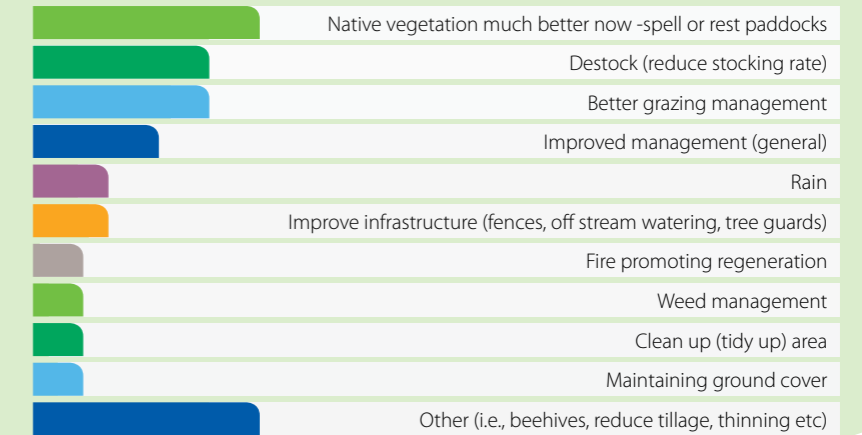 Native vegetation much better now -spell or rest paddocks
Destock (reduce stocking rate)
Better grazing management
Improved management (general)
Rain
Improve infrastructure (fences, off stream watering, tree guards)
Fire promoting regeneration
Weed management
Clean up (tidy up) area
Maintaining ground cover
Other (i.e., beehives, reduce tillage, thinning etc)